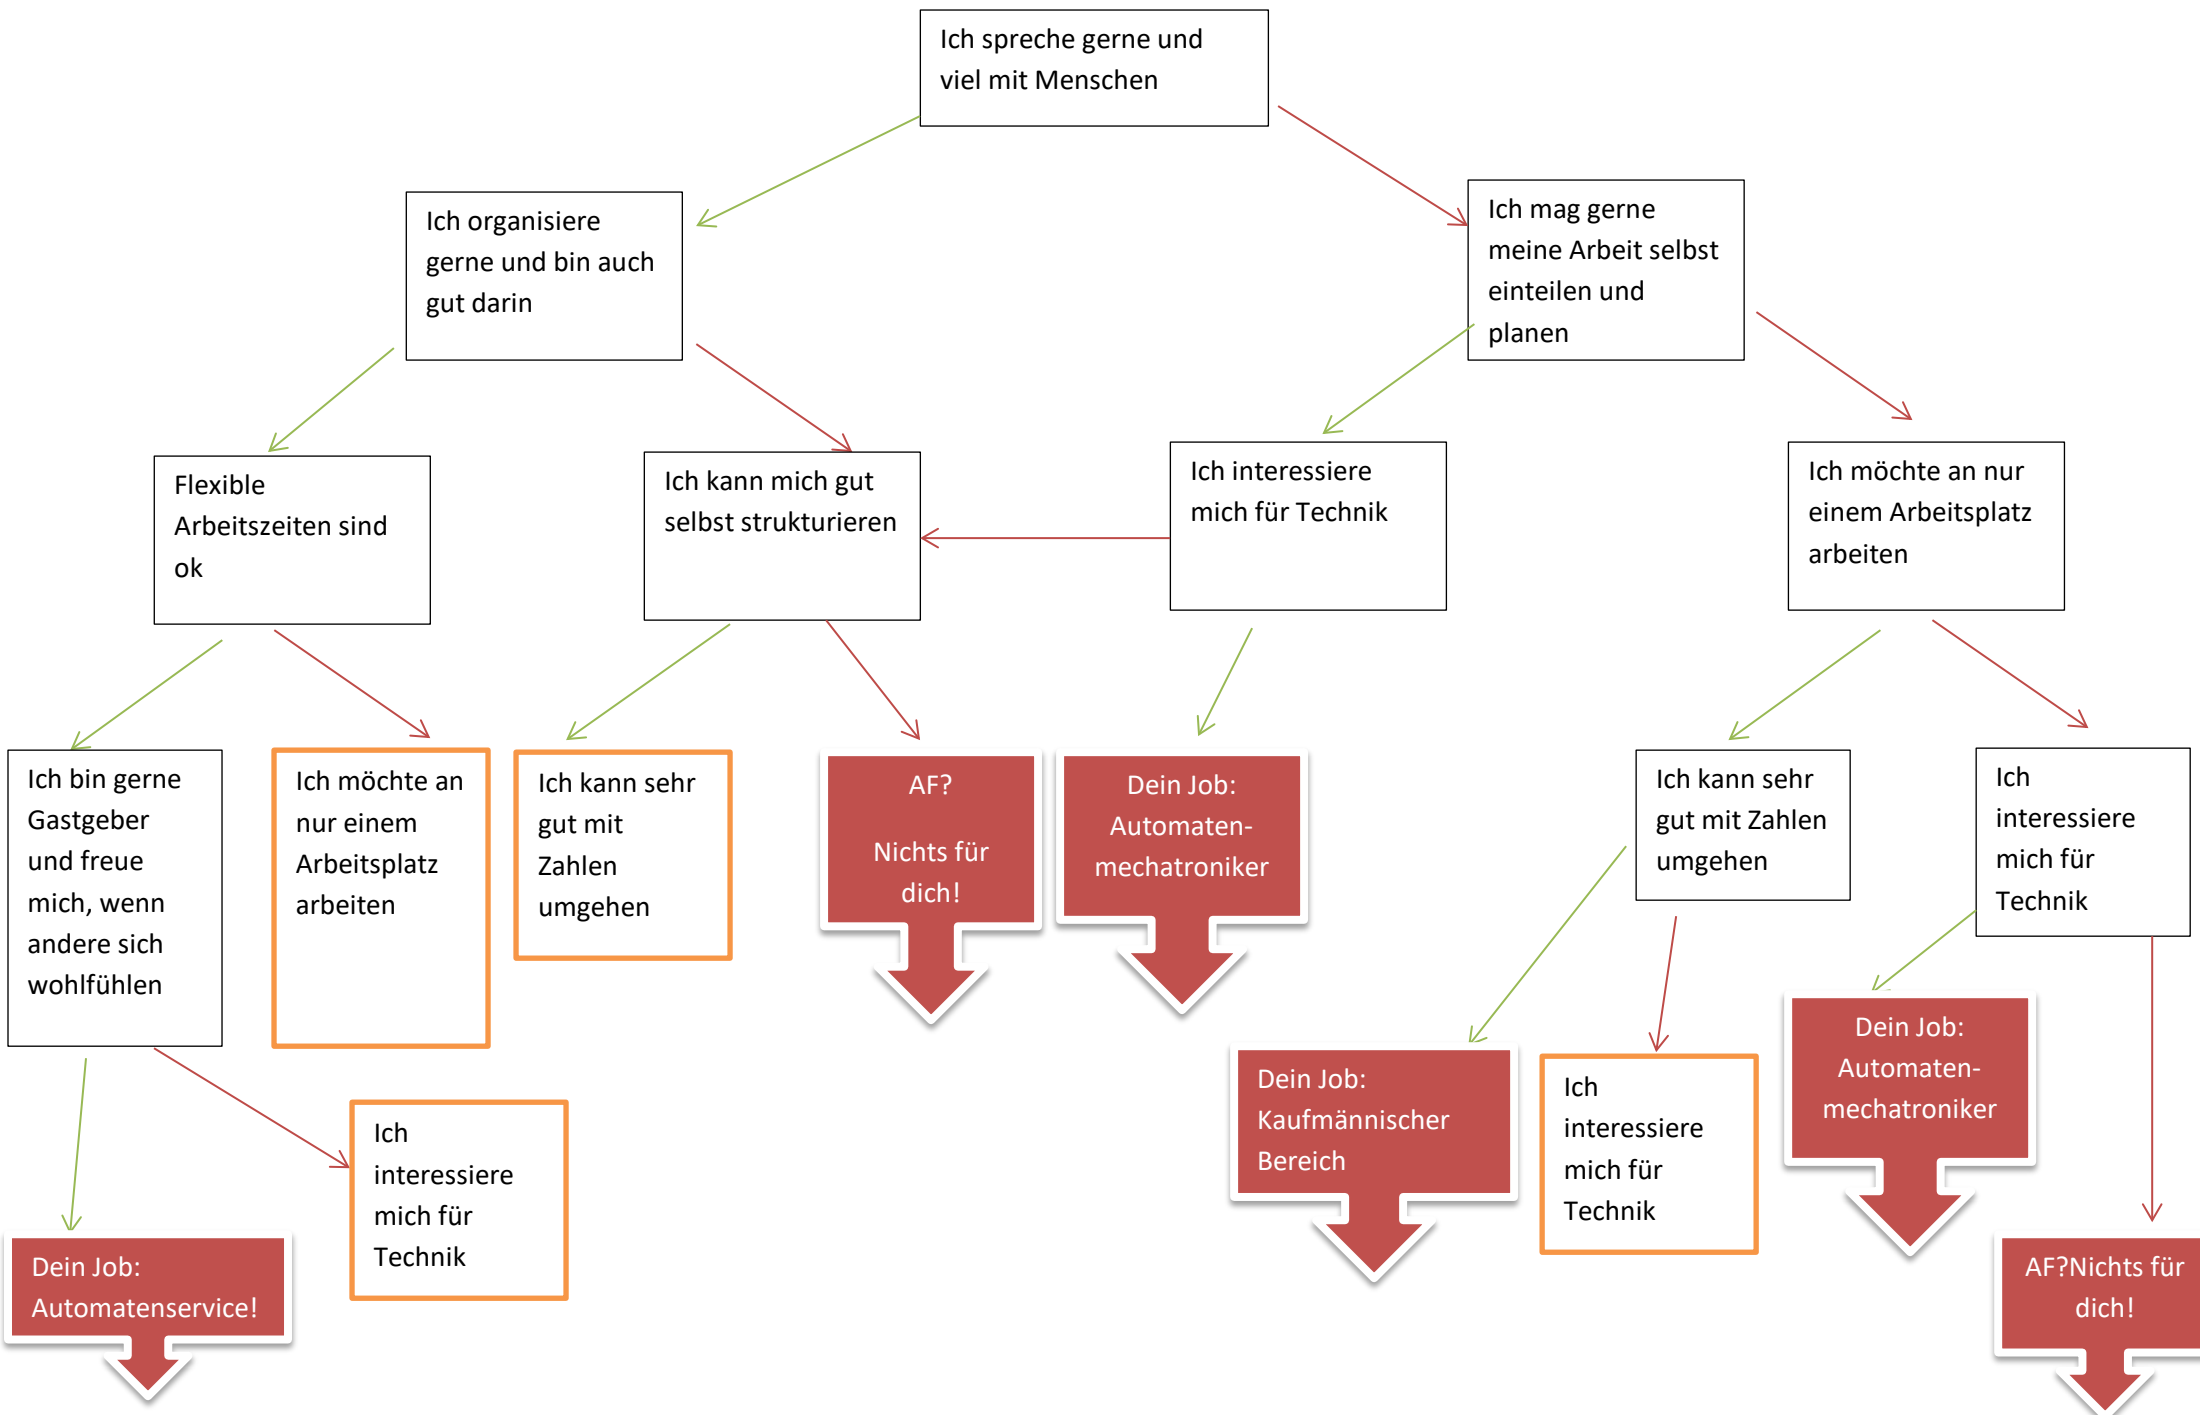 Ich spreche gerne und
viel mit Menschen
Ich organisiere
gerne und bin auch
gut darin
Ich mag gerne
meine Arbeit selbst
einteilen und
planen
Flexible
Arbeitszeiten sind
ok
Ich kann mich gut
selbst strukturieren
Ich interessiere
mich für Technik
Ich möchte an nur
einem Arbeitsplatz
arbeiten
Ich bin gerne
Gastgeber
und freue
mich, wenn
andere sich
wohlfühlen
Ich möchte an
nur einem
Arbeitsplatz
arbeiten
Ich kann sehr
gut mit
Zahlen
umgehen
AF?
Nichts für
dich!
Dein Job:
Automaten-
mechatroniker
Ich kann sehr
gut mit Zahlen
umgehen
Ich
interessiere
mich für
Technik
Dein Job:
Automatenservice!
Ich
interessiere
mich für
Technik
Dein Job:
Kaufmännischer
Bereich
Ich
interessiere
mich für
Technik
Dein Job:
Automaten-
mechatroniker
AF?Nichts für
dich!